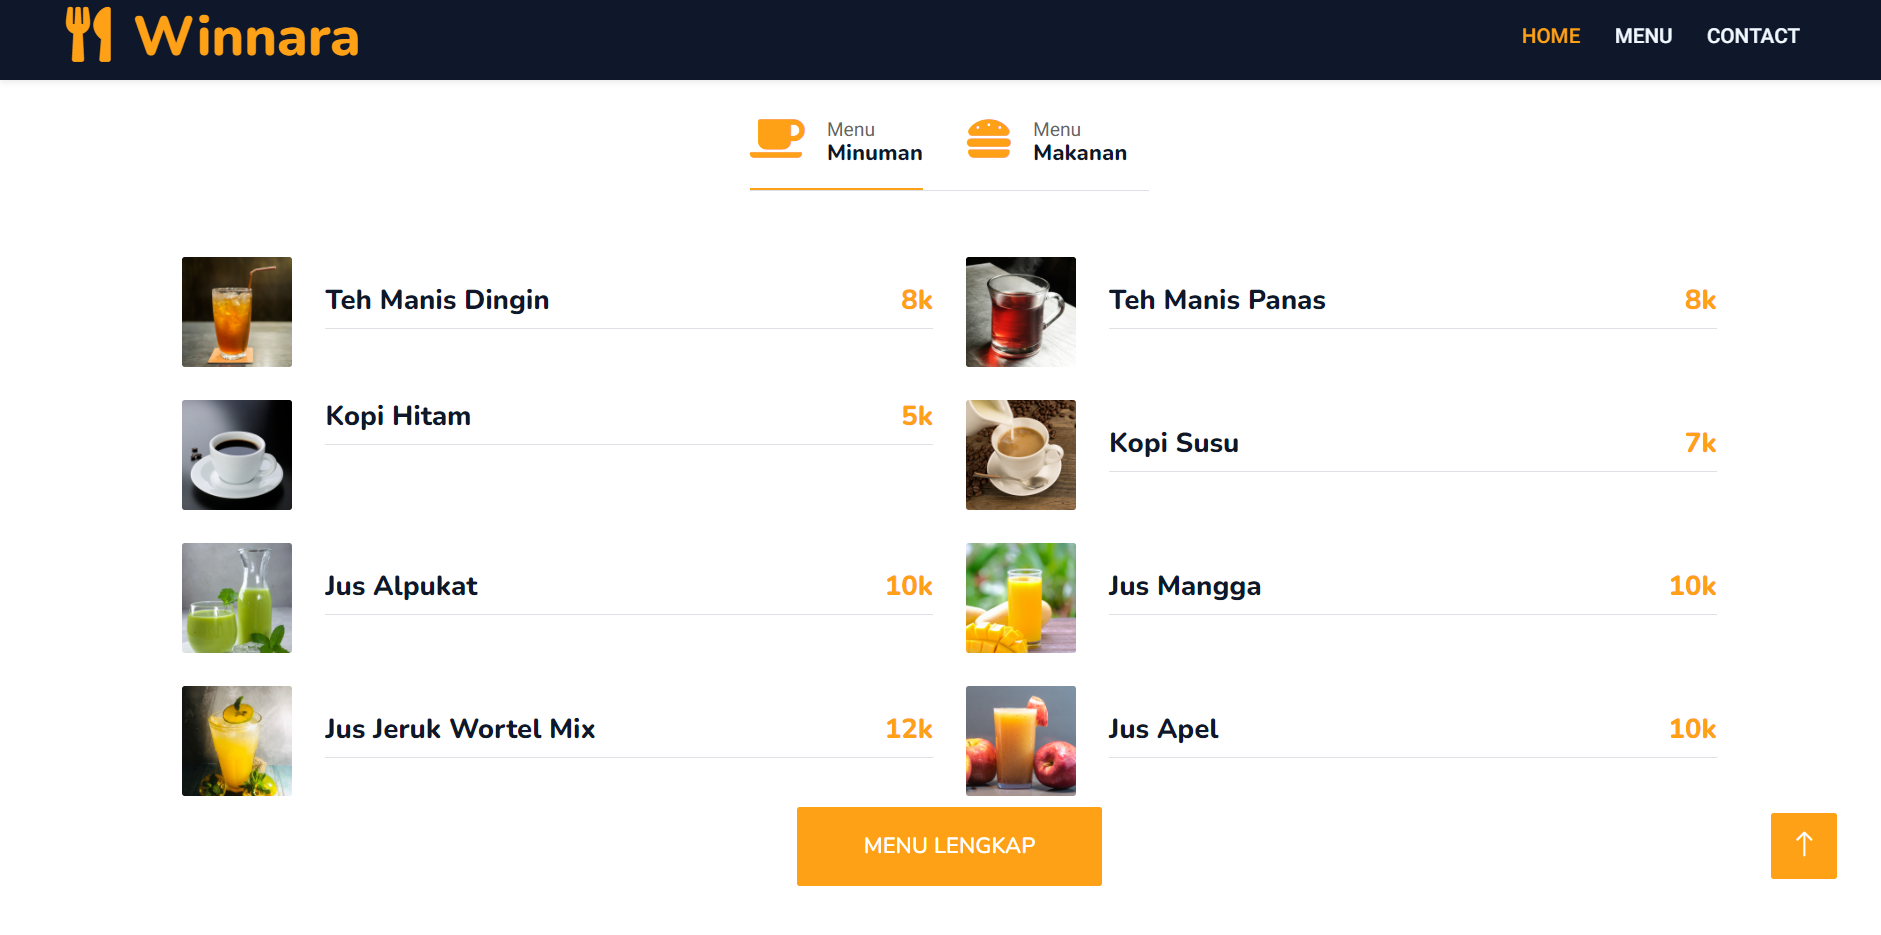 Winnara
HOME MENU CONTACT
Menu
Minuman
Menu
Makanan
Teh Manis Dingin 8k
Teh Manis Panas 8k
Kopi Hitam 5k
Kopi Susu 7k
Jus Alpukat 10k
Jus Mangga 10k
Jus Jeruk Wortel Mix 12k
Jus Apel 10k
MENU LENGKAP